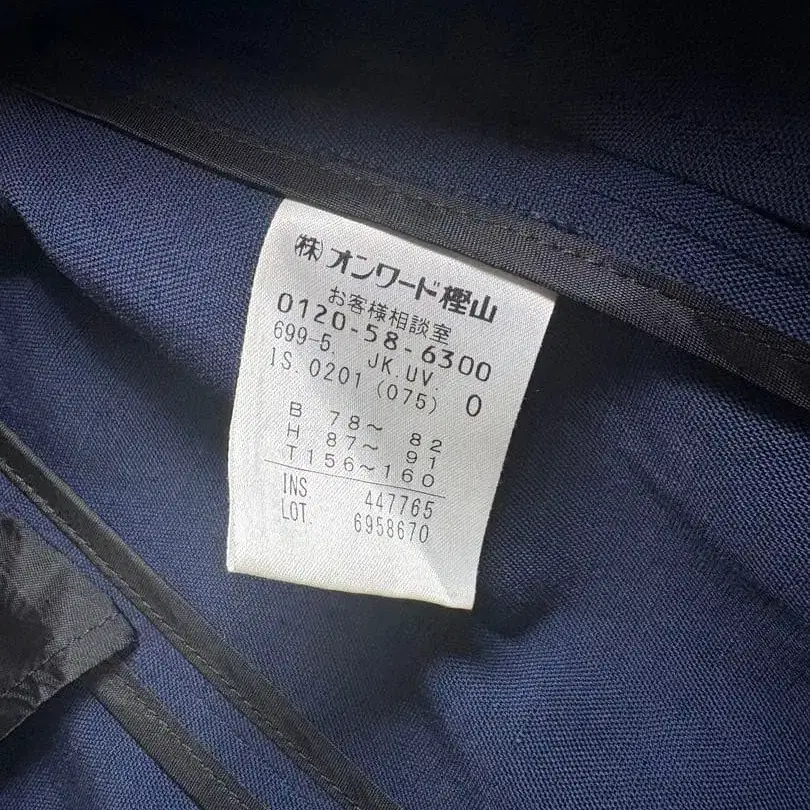 ㈱オンワード樫山
お客様相談室
0120-58-6300
699-5. JK.UV.
IS.0201(075) 0
B 78～ 82
H 87～ 91
T156～160
INS. 447765
LOT. 6958670